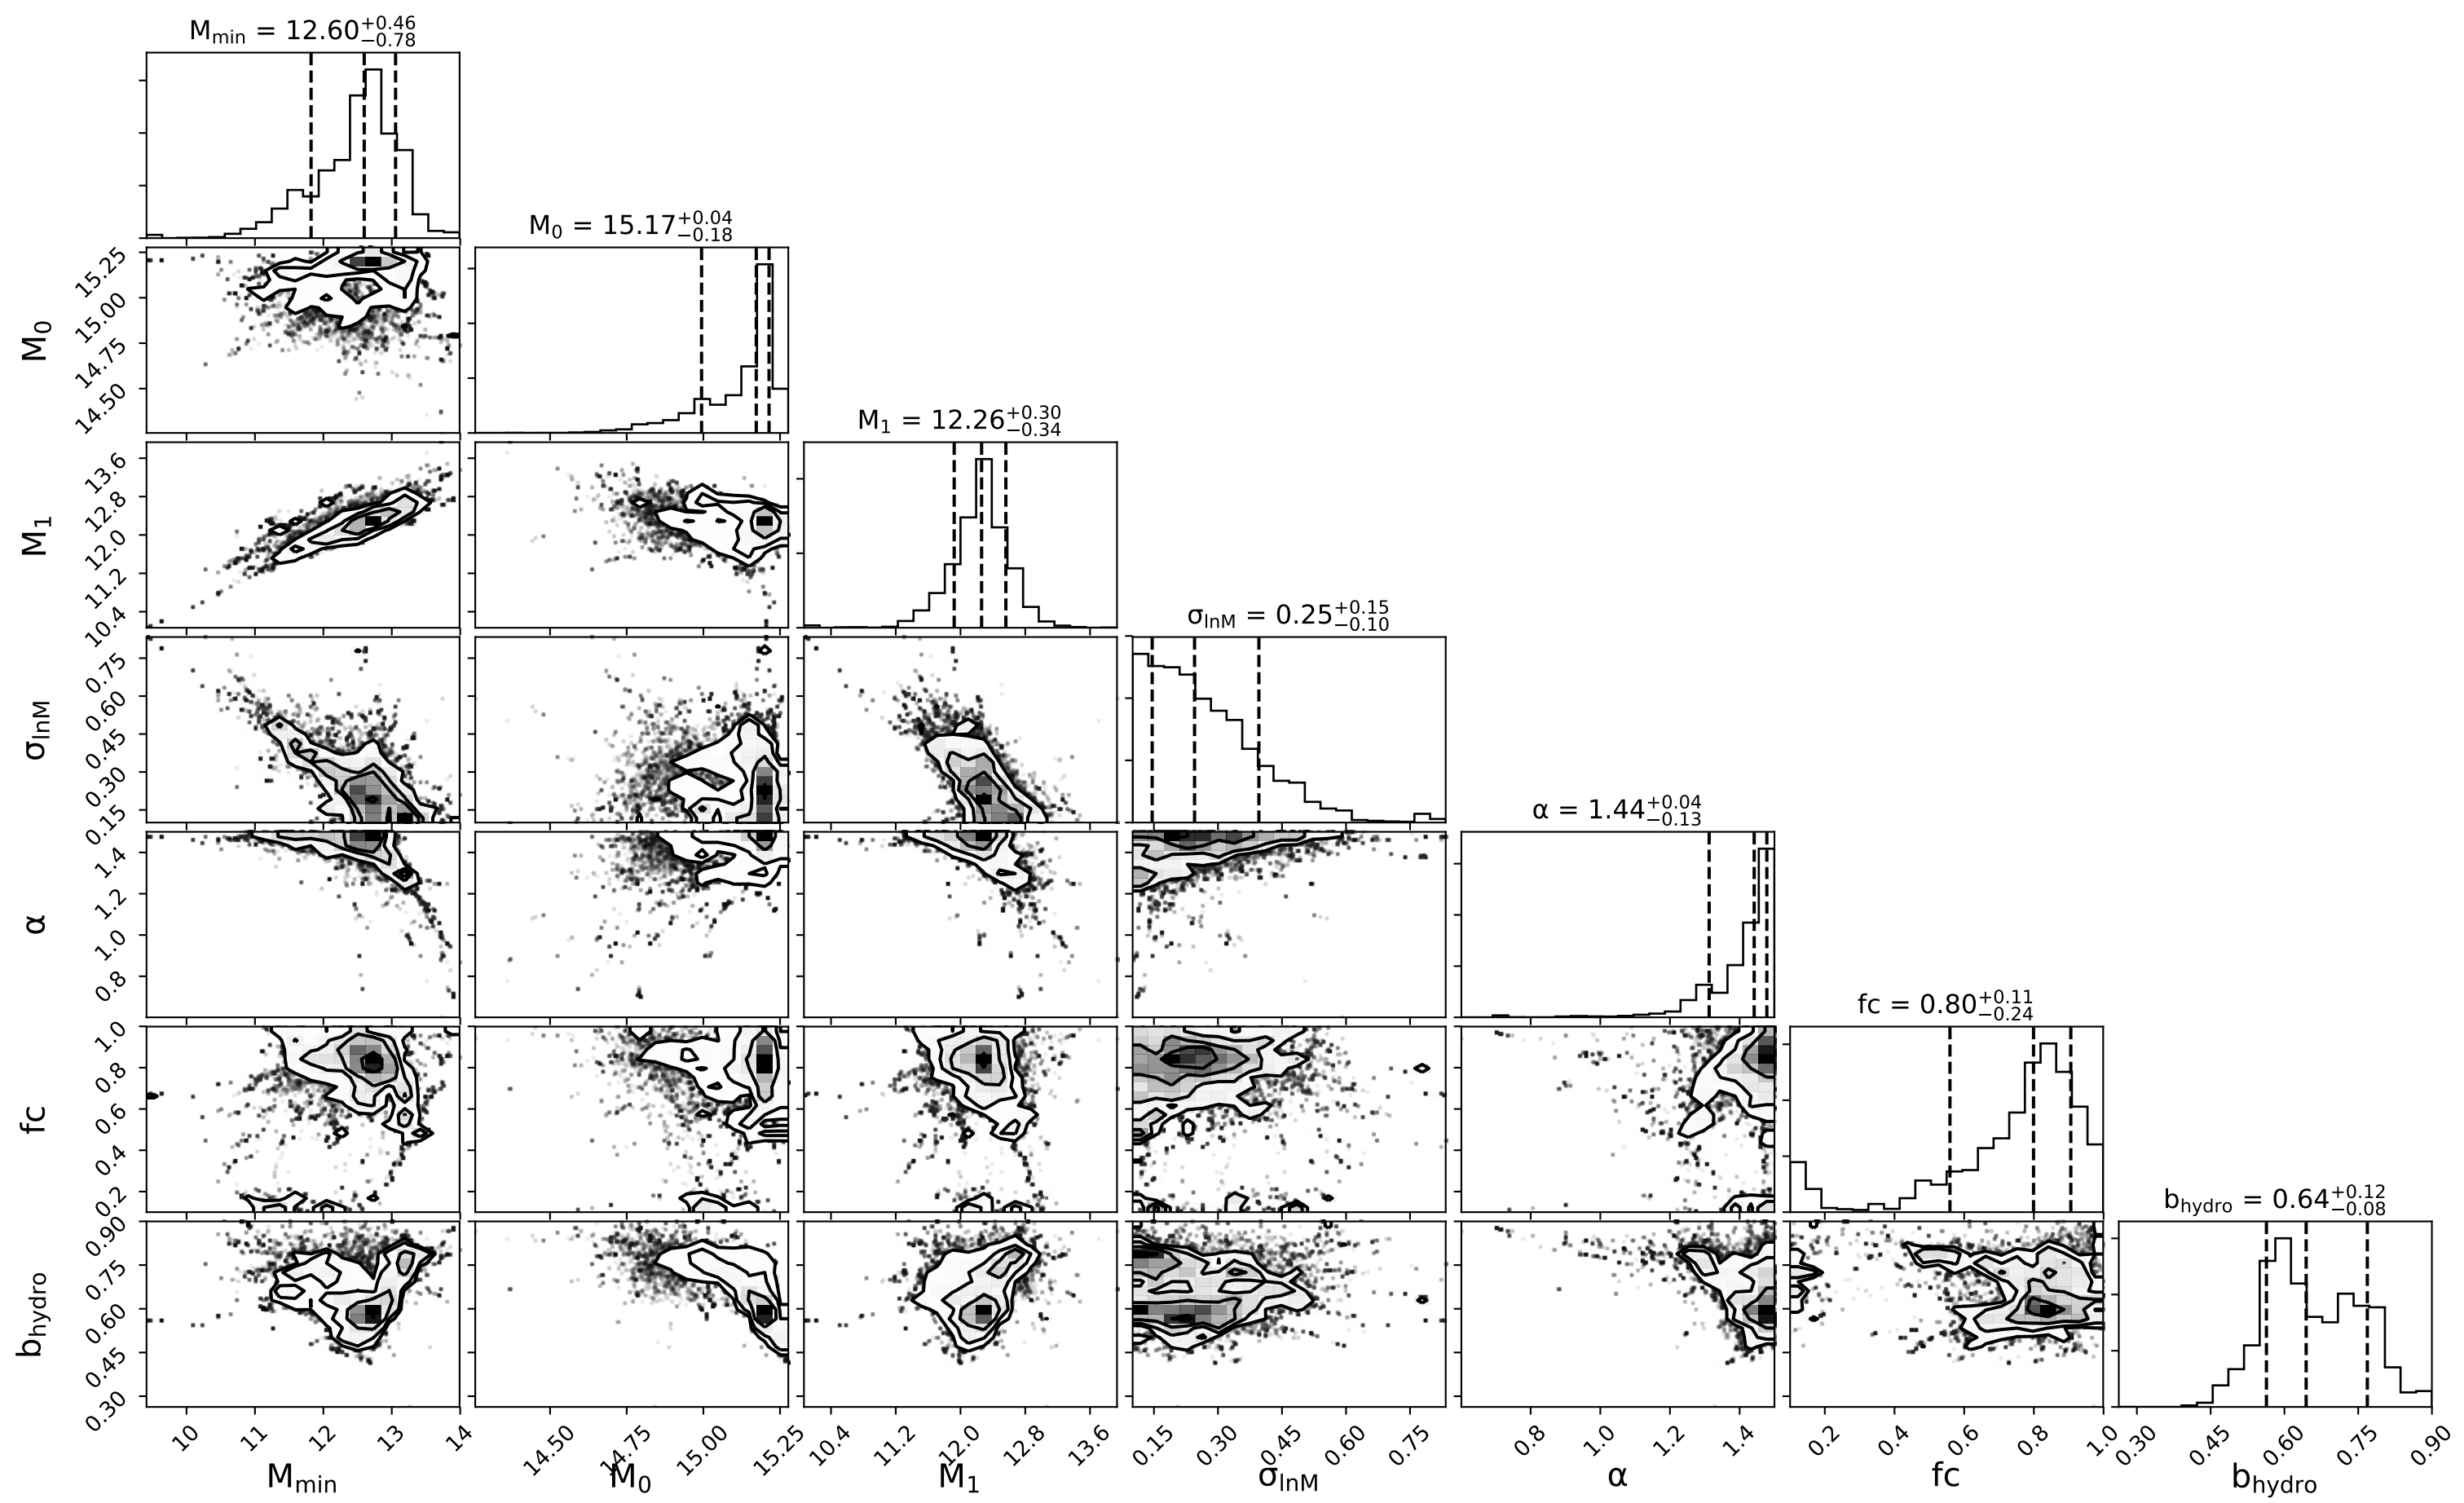 M_min = 12.60 +0.46 −0.78
M_0 = 15.17 +0.04 −0.18
15.25
15.00
14.75
14.50
M_0
M_1 = 12.26 +0.30 −0.34
13.6
12.8
12.0
11.2
10.4
M_1
σ_lnM = 0.25 +0.15 −0.10
0.75
0.60
0.45
0.30
0.15
σ_lnM
α = 1.44 +0.04 −0.13
1.4
1.2
1.0
0.8
α
fc = 0.80 +0.11 −0.24
1.0
0.8
0.6
0.4
0.2
fc
b_hydro = 0.64 +0.12 −0.08
0.90
0.75
0.60
0.45
0.30
b_hydro
10 11 12 13 14
14.50 14.75 15.00 15.25
10.4 11.2 12.0 12.8 13.6
0.15 0.30 0.45 0.60 0.75
0.8 1.0 1.2 1.4
0.2 0.4 0.6 0.8 1.0
0.30 0.45 0.60 0.75 0.90
M_min M_0 M_1 σ_lnM α fc b_hydro